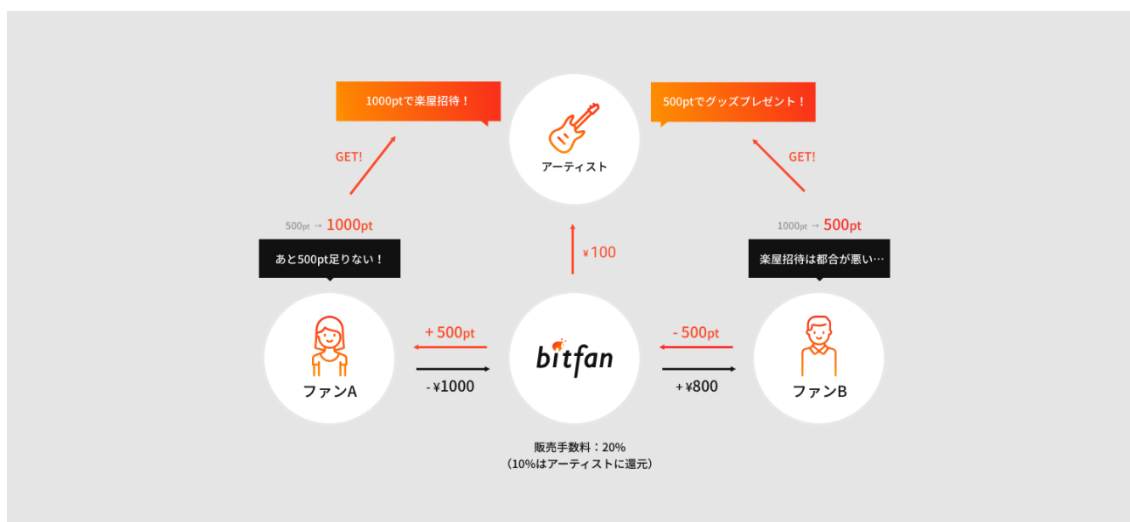 1000ptで楽屋招待！
500ptでグッズプレゼント！
アーティスト
GET!
GET!
500pt → 1000pt
1000pt → 500pt
あと500pt足りない！
¥100
楽屋招待は都合が悪い…
+ 500pt
- 500pt
bitfan
ファンA
- ¥1000
+ ¥800
ファンB
販売手数料：20%
（10%はアーティストに還元）